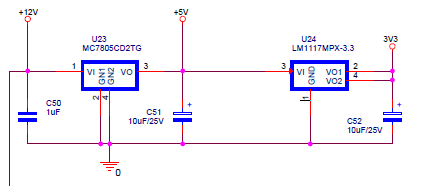 +12V
+5V
3V3
U23
MC7805CD2TG
U24
LM1117MPX-3.3
1
VI
GN1
GN2
VO
3
2
4
3
VI
GND
VO1
VO2
2
4
1
C50
1uF
C51
10uF/25V
+
C52
10uF/25V
+
0